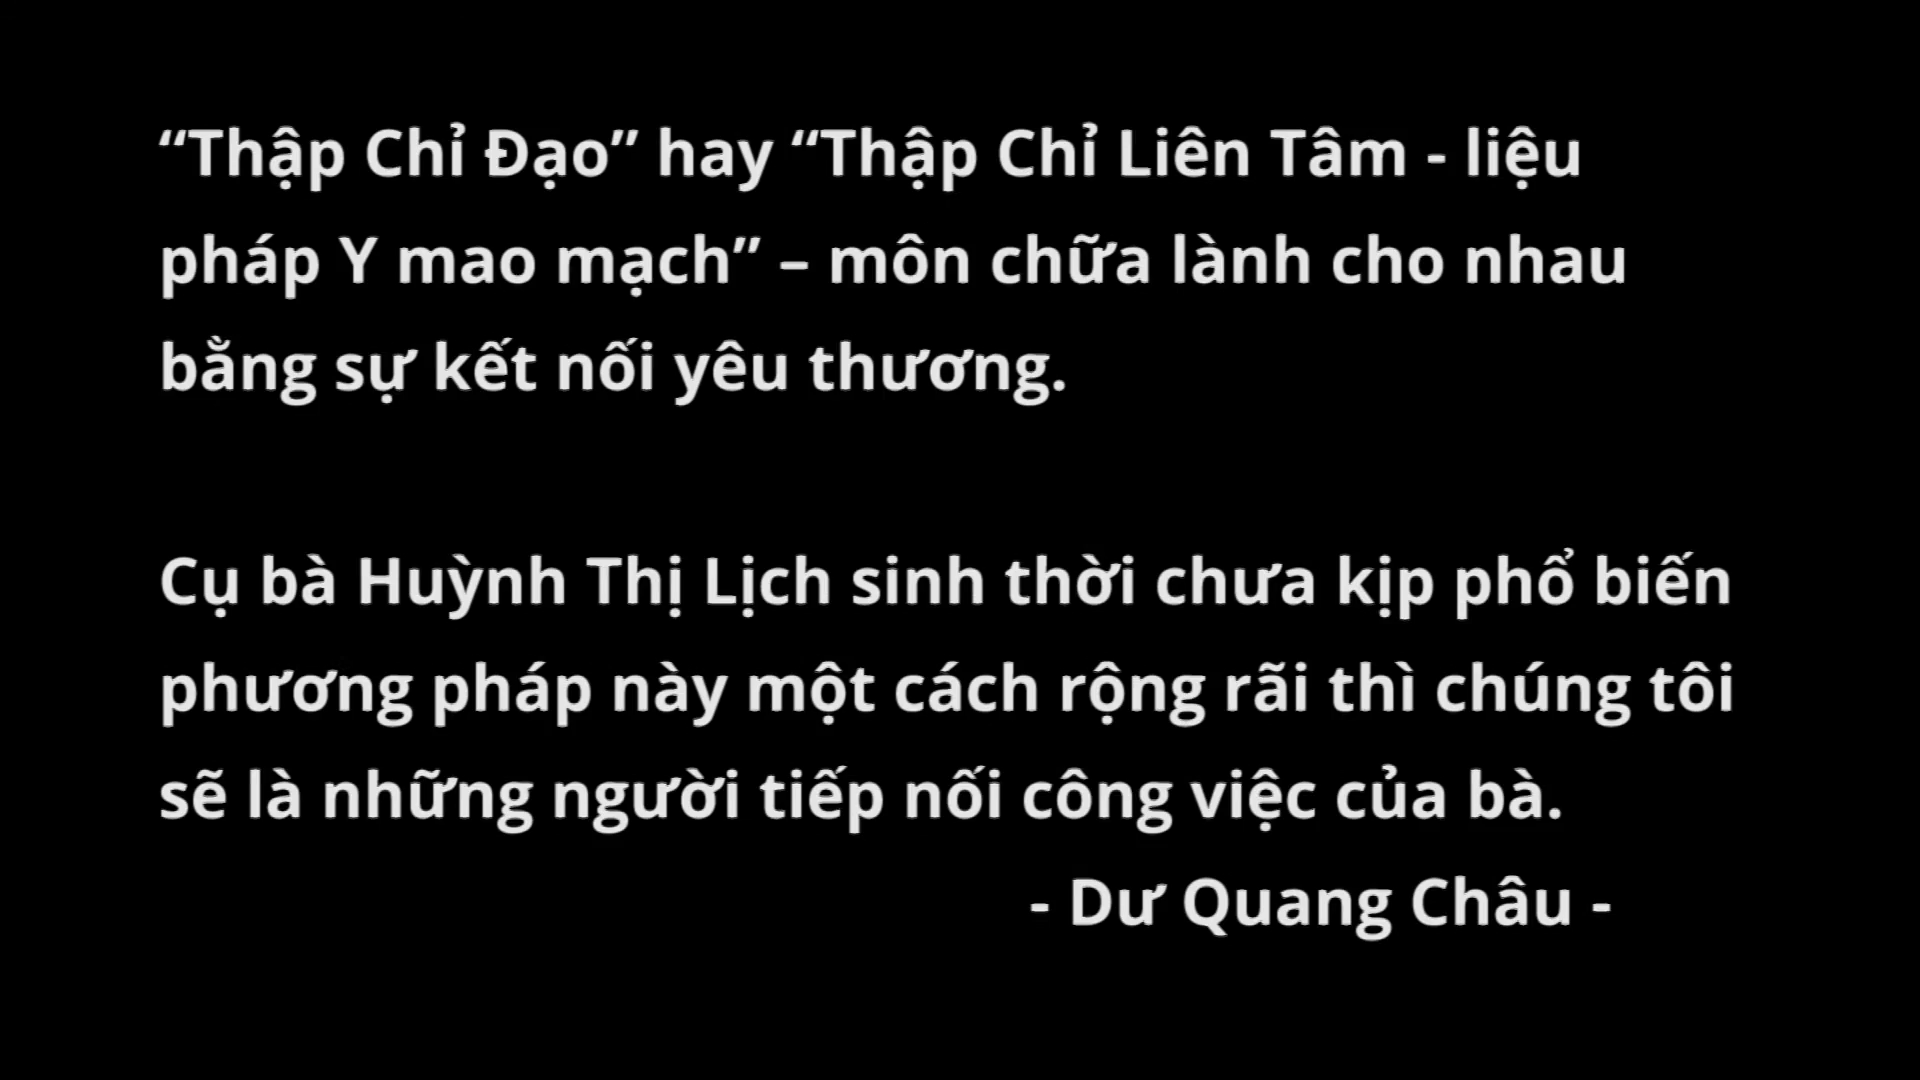 “Thập Chỉ Đạo” hay “Thập Chỉ Liên Tâm - liệu
pháp Y mao mạch” – môn chữa lành cho nhau
bằng sự kết nối yêu thương.
Cụ bà Huỳnh Thị Lịch sinh thời chưa kịp phổ biến
phương pháp này một cách rộng rãi thì chúng tôi
sẽ là những người tiếp nối công việc của bà.
- Dư Quang Châu -